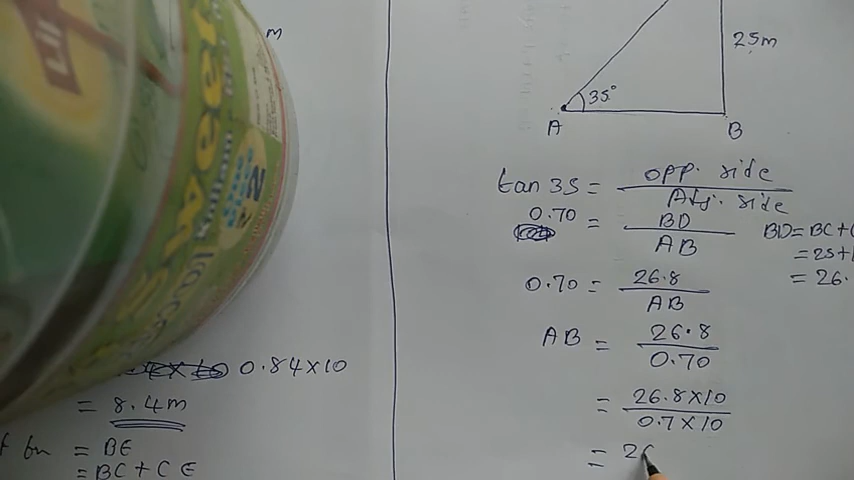 m
0.84×10
= 8.4m
= BE
= BC + CE
25m
35°
A
B
tan 35 = opp. side / Adj. side
0.70 = BD / AB
BD = BC +
= 25 +
= 26.
0.70 = 26.8 / AB
AB = 26.8 / 0.70
= 26.8 × 10 / 0.7 × 10
= 2